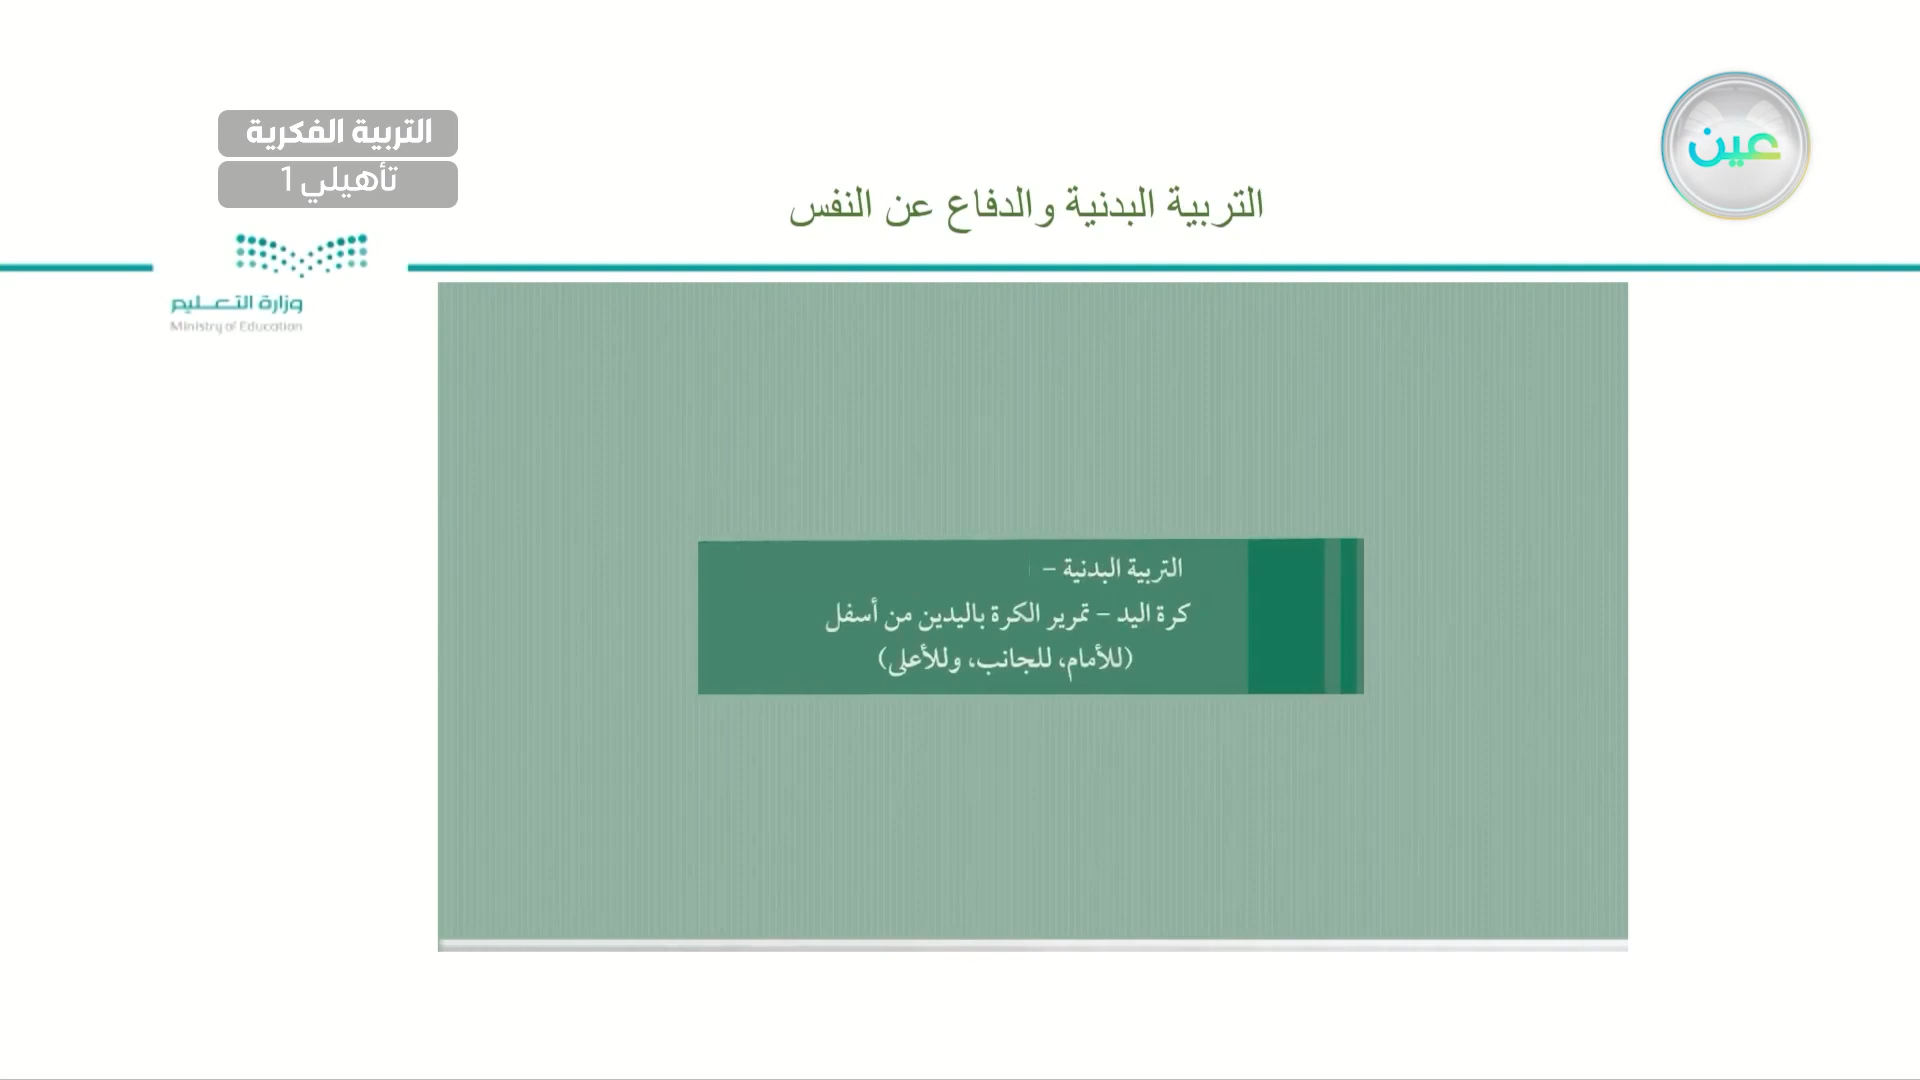 التربية الفكرية
تأهيلي 1
عين
التربية البدنية والدفاع عن النفس
وزارة التعليم
Ministry of Education
التربية البدنية –
كرة اليد – تمرير الكرة باليدين من أسفل
(للأمام، للجانب، وللأعلى)